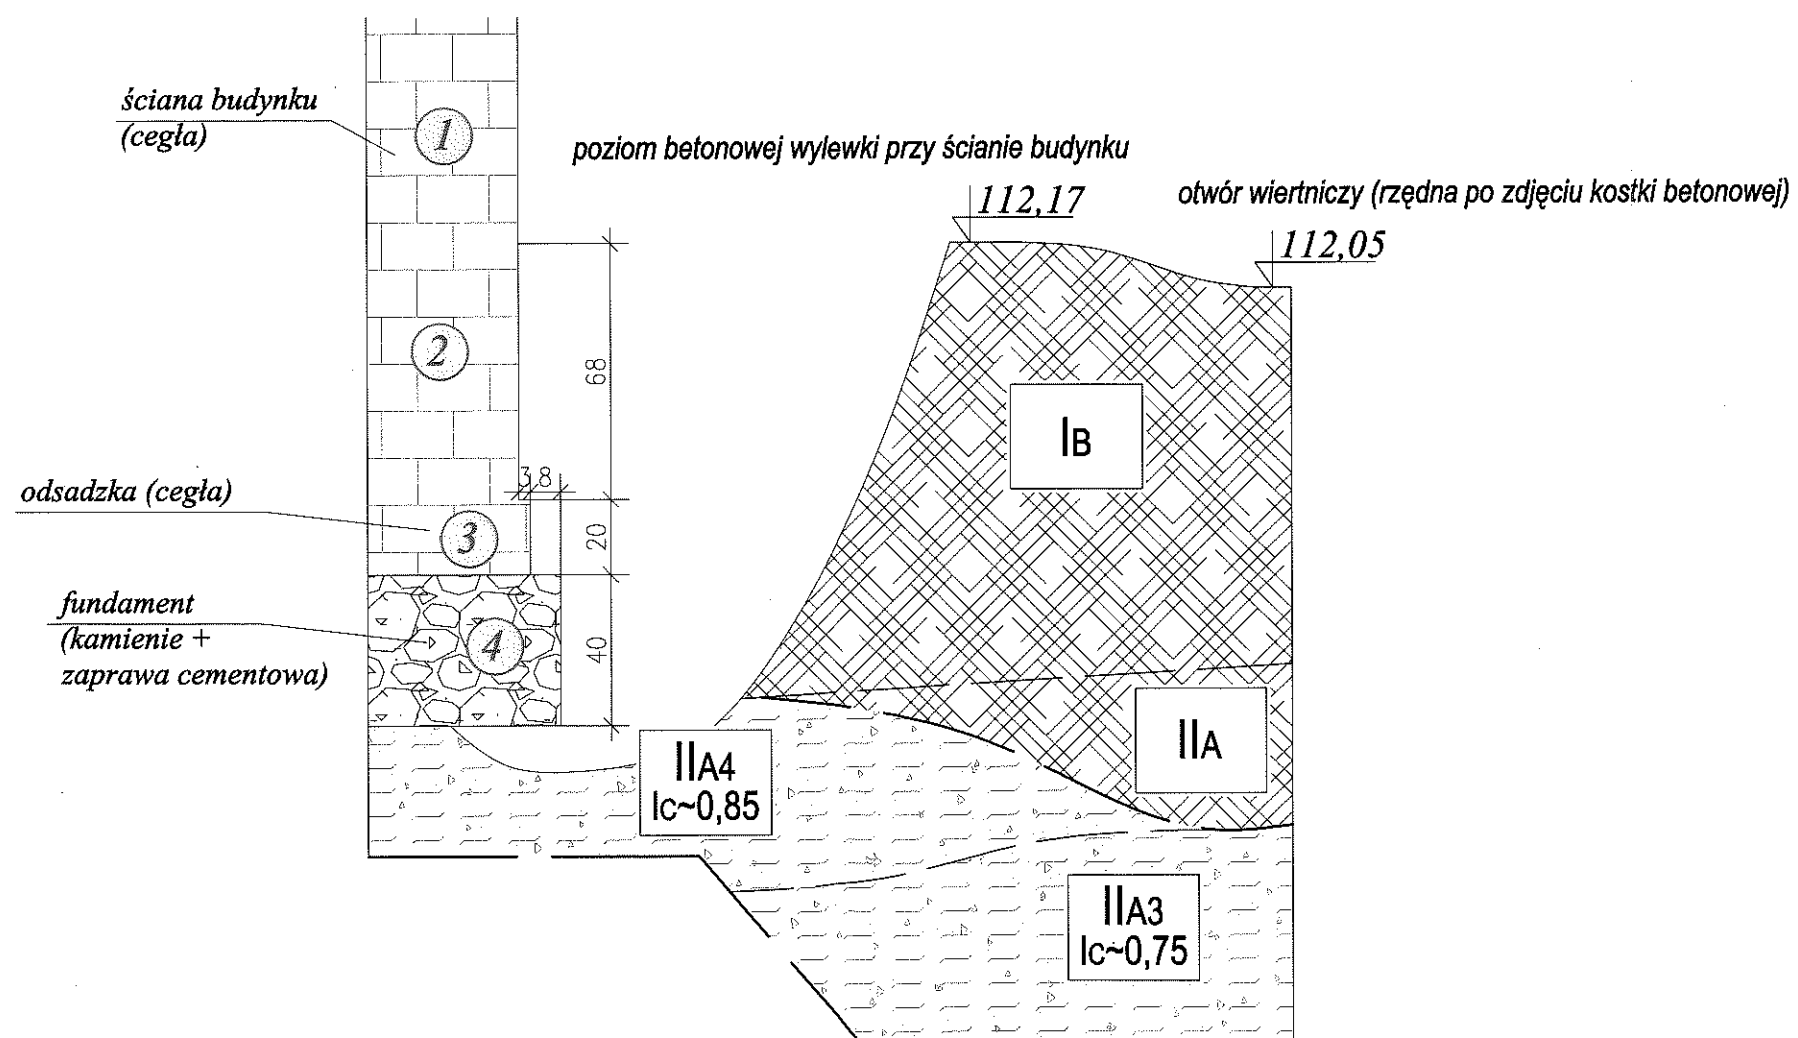 ściana budynku
(cegła)
1
poziom betonowej wylewki przy ścianie budynku
112,17
otwór wiertniczy (rzędna po zdjęciu kostki betonowej)
112,05
2
68
IB
odsadzka (cegła)
3 8
3
20
fundament
(kamienie +
zaprawa cementowa)
4
40
IIA
IIA4
Ic~0,85
IIA3
Ic~0,75